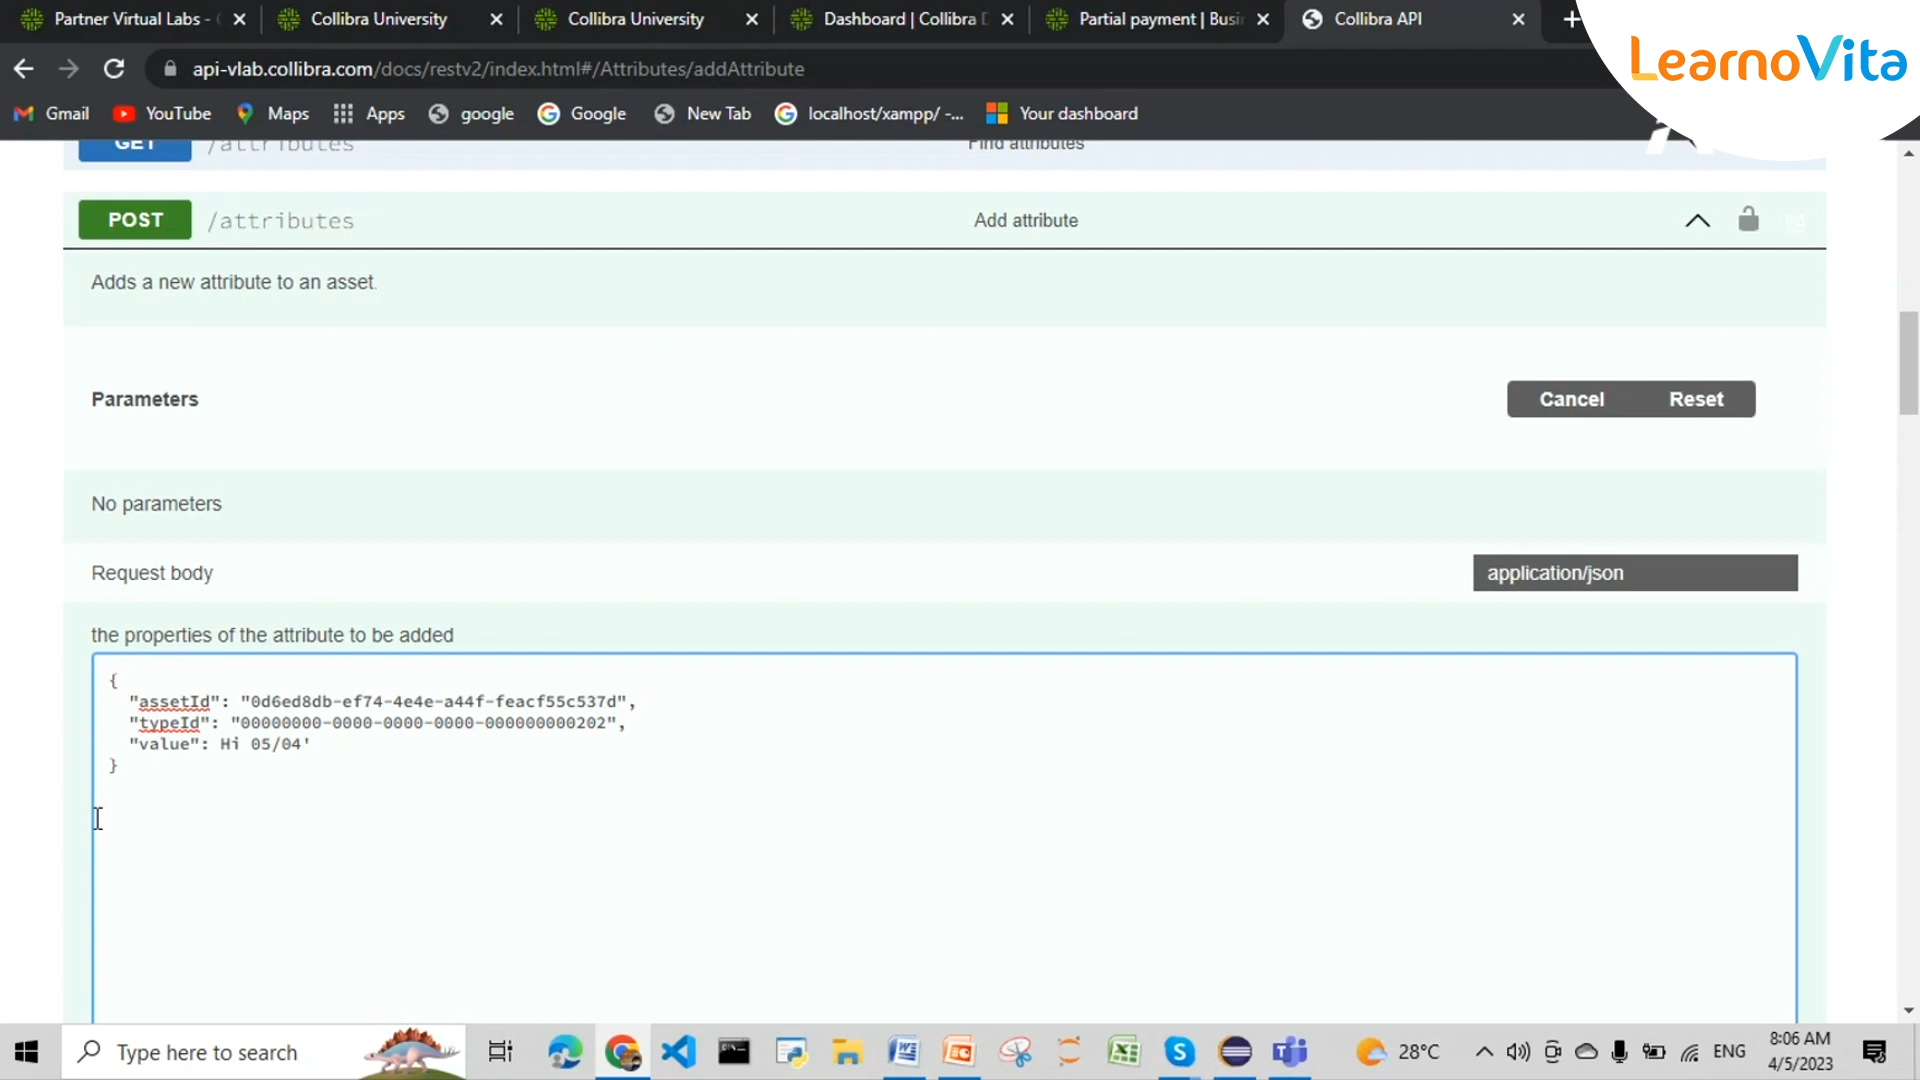 Partner Virtual Labs - Collibra University Collibra University Dashboard | Collibra Partial payment | Busi Collibra API
api-vlab.collibra.com/docs/restv2/index.html#/Attributes/addAttribute
LearnoVita
Gmail YouTube Maps Apps google Google New Tab localhost/xampp/ -... Your dashboard
GET /attributes Find attributes
POST /attributes Add attribute
Adds a new attribute to an asset.
Parameters Cancel Reset
No parameters
Request body application/json
the properties of the attribute to be added
{
"assetId": "0d6ed8db-ef74-4e4e-a44f-feacf55c537d",
"typeId": "00000000-0000-0000-0000-000000000202",
"value": Hi 05/04'
}
Type here to search 28°C ENG 8:06 AM
4/5/2023